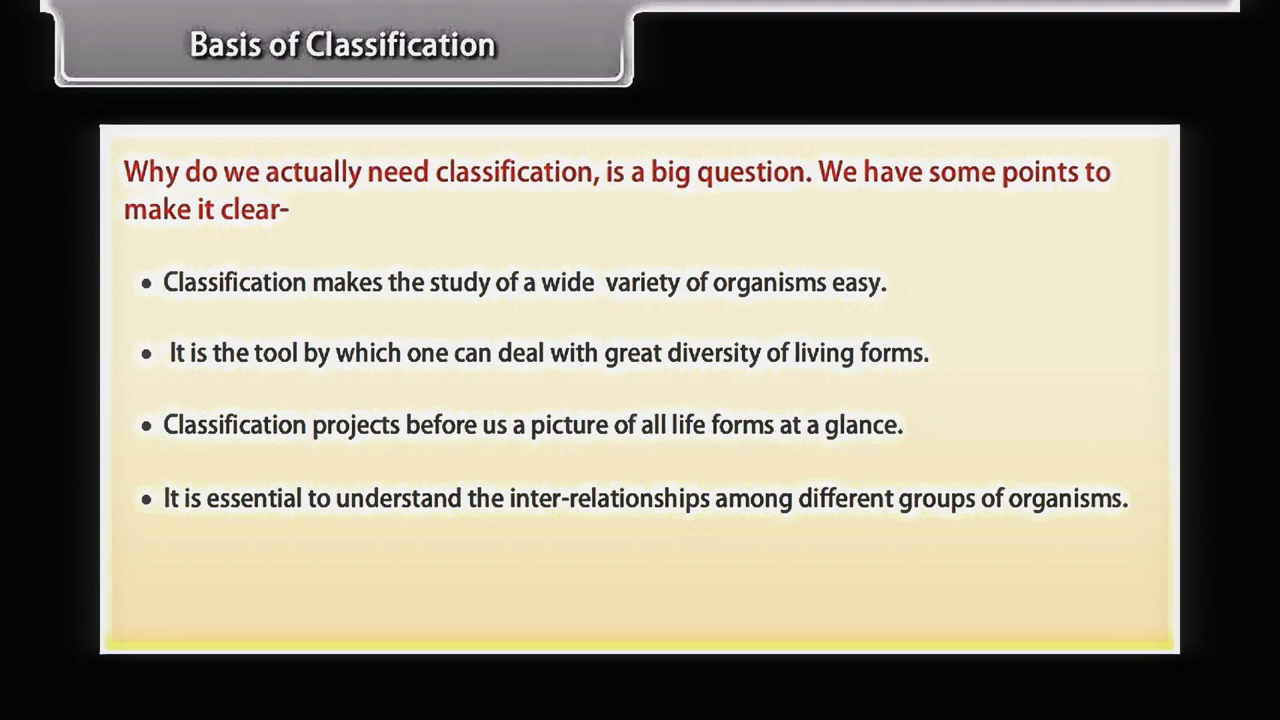 Basis of Classification
Why do we actually need classification, is a big question. We have some points to
make it clear-
• Classification makes the study of a wide  variety of organisms easy.
• It is the tool by which one can deal with great diversity of living forms.
• Classification projects before us a picture of all life forms at a glance.
• It is essential to understand the inter-relationships among different groups of organisms.